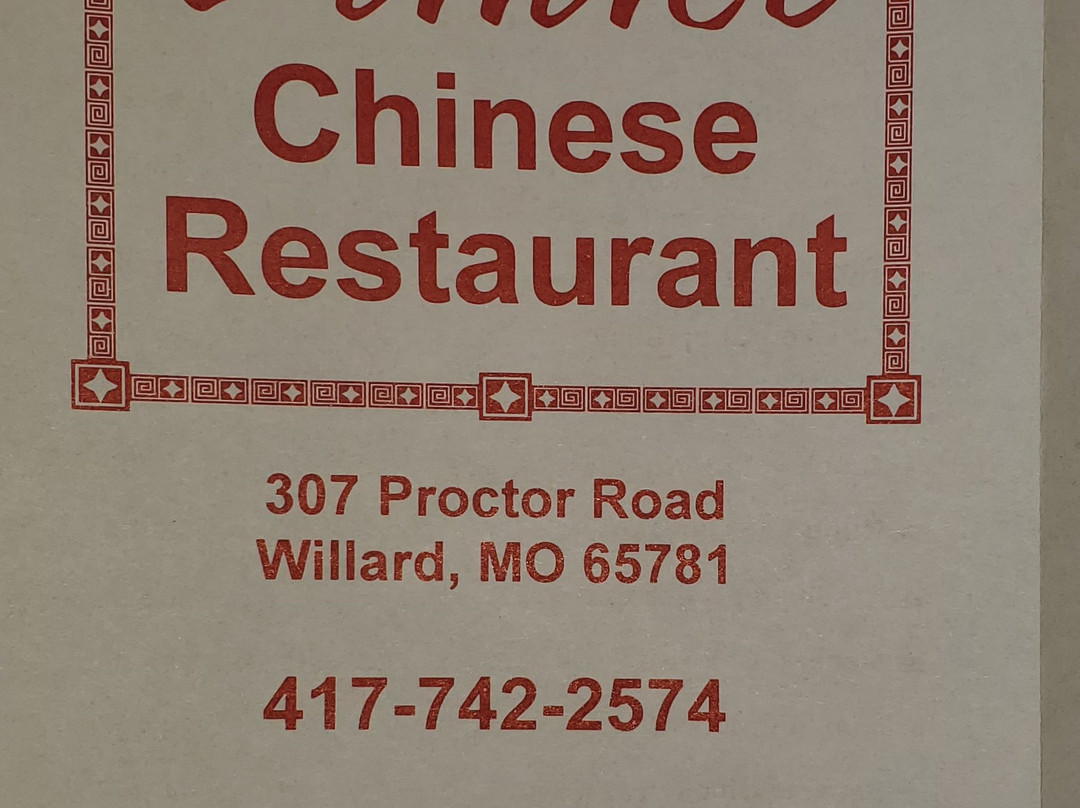 Chinese
Restaurant
307 Proctor Road
Willard, MO 65781
417-742-2574